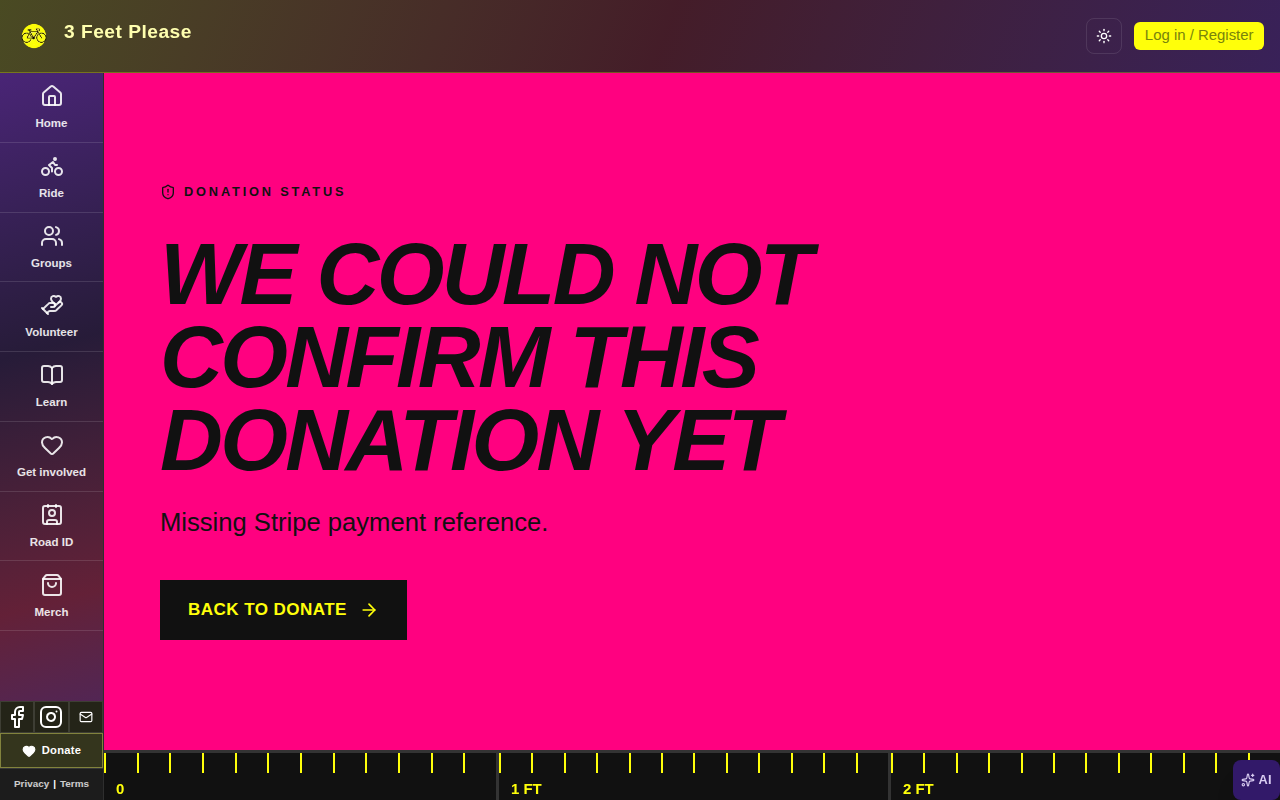 3 Feet Please
Log in / Register
Home
Ride
Groups
Volunteer
Learn
Get involved
Road ID
Merch
Donate
Privacy | Terms
DONATION STATUS
WE COULD NOT
CONFIRM THIS
DONATION YET
Missing Stripe payment reference.
BACK TO DONATE
0
1 FT
2 FT
AI